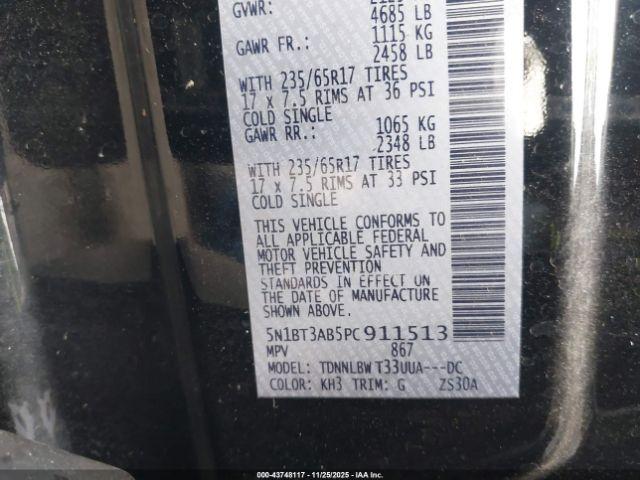 GVWR:
4685 LB
GAWR FR.: 1115 KG
2458 LB
WITH 235/65R17 TIRES
17 x 7.5 RIMS AT 36 PSI
COLD SINGLE
GAWR RR.: 1065 KG
2348 LB
WITH 235/65R17 TIRES
17 x 7.5 RIMS AT 33 PSI
COLD SINGLE
THIS VEHICLE CONFORMS TO
ALL APPLICABLE FEDERAL
MOTOR VEHICLE SAFETY AND
THEFT PREVENTION
STANDARDS IN EFFECT ON
THE DATE OF MANUFACTURE
SHOWN ABOVE.
5N1BT3AB5PC911513
MPV 867
MODEL: TDNNLBW T33UUA---DC
COLOR: KH3 TRIM: G ZS30A
000-43748117 - 11/25/2025 - IAA Inc.